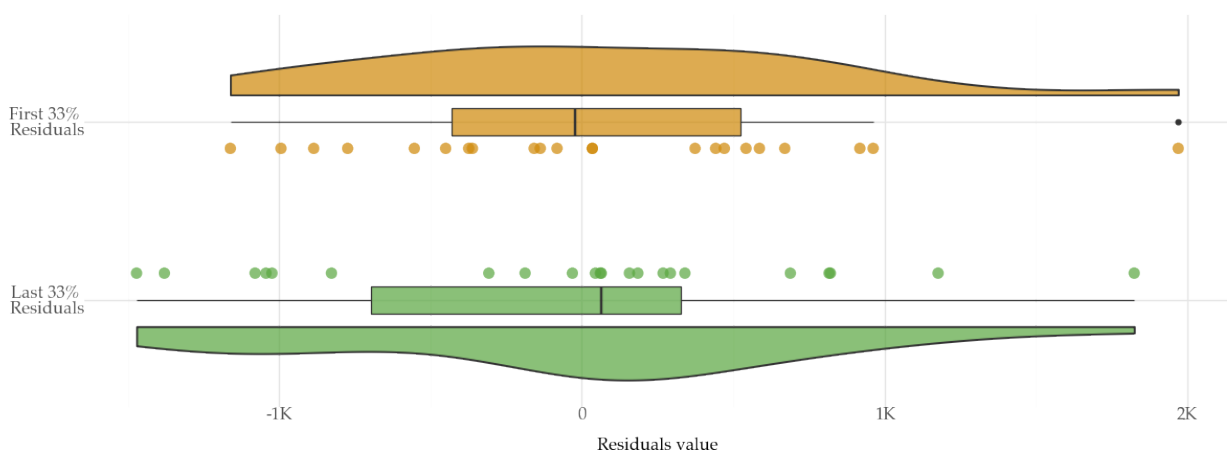 First 33%
Residuals
Last 33%
Residuals
-1K 0 1K 2K
Residuals value